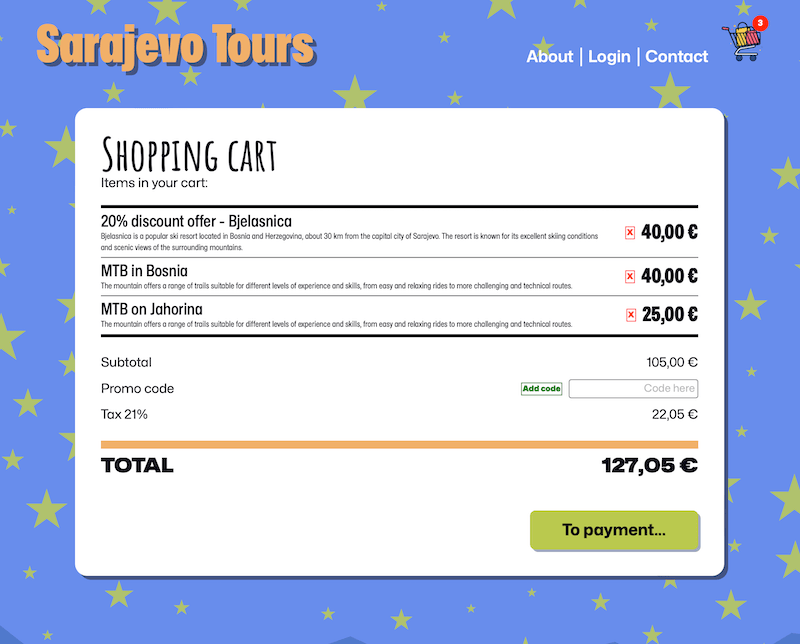 Sarajevo Tours
About | Login | Contact
3
Shopping cart
Items in your cart:
20% discount offer - Bjelasnica
Bjelasnica is a popular ski resort located in Bosnia and Herzegovina, about 30 km from the capital city of Sarajevo. The resort is known for its excellent skiing conditions
and scenic views of the surrounding mountains.
X 40,00 €
MTB in Bosnia
The mountain offers a range of trails suitable for different levels of experience and skills, from easy and relaxing rides to more challenging and technical routes.
X 40,00 €
MTB on Jahorina
The mountain offers a range of trails suitable for different levels of experience and skills, from easy and relaxing rides to more challenging and technical routes.
X 25,00 €
Subtotal 105,00 €
Promo code Add code Code here
Tax 21% 22,05 €
TOTAL 127,05 €
To payment...